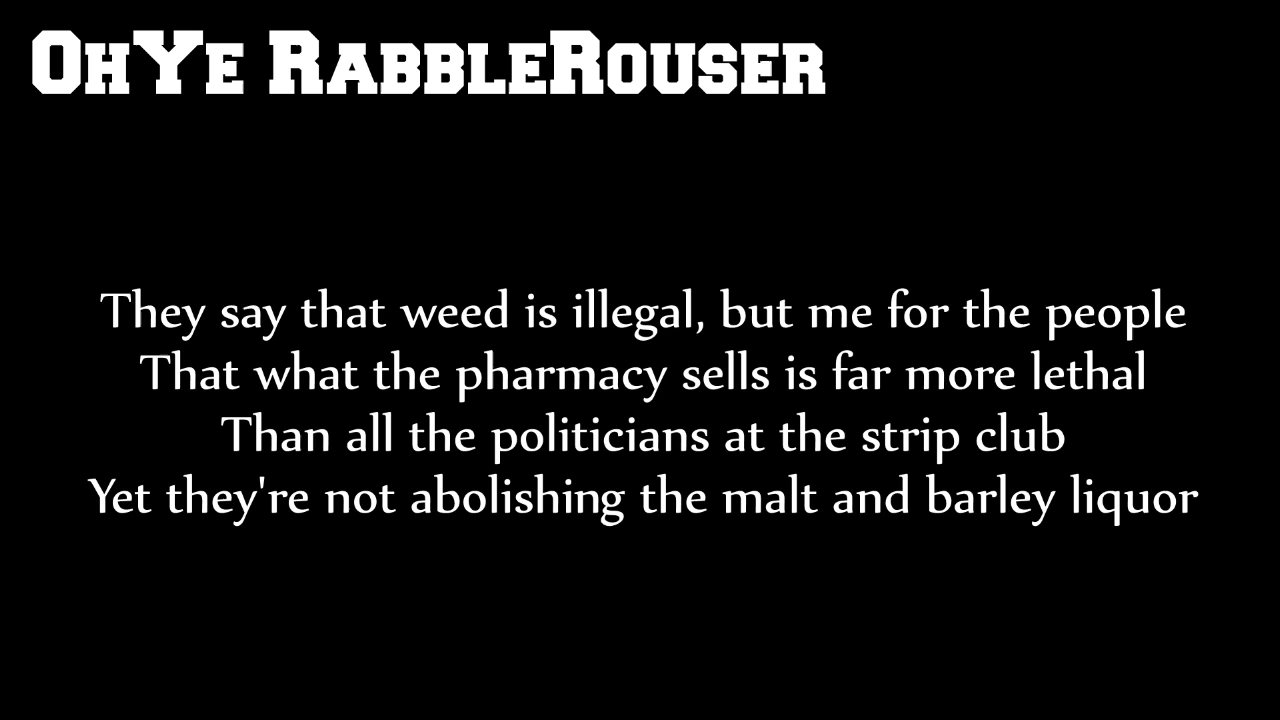 OhYe RabbleRouser
They say that weed is illegal, but me for the people
That what the pharmacy sells is far more lethal
Than all the politicians at the strip club
Yet they're not abolishing the malt and barley liquor